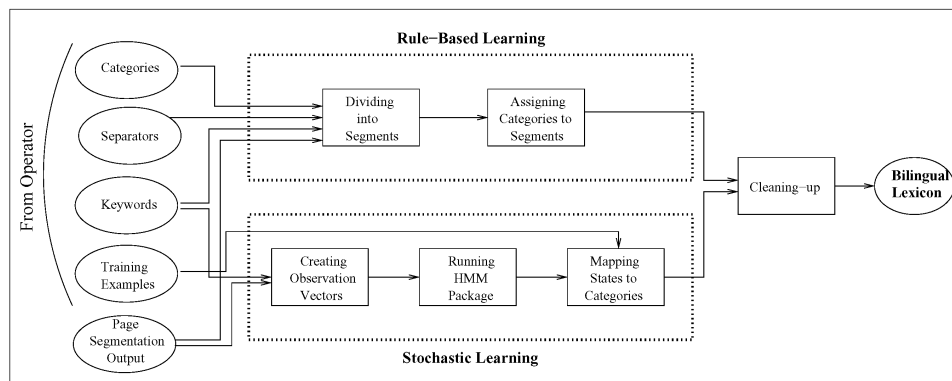 Rule-Based Learning
From Operator
Categories
Separators
Keywords
Training
Examples
Page
Segmentation
Output
Dividing
into
Segments
Assigning
Categories to
Segments
Creating
Observation
Vectors
Running
HMM
Package
Mapping
States to
Categories
Cleaning-up
Bilingual
Lexicon
Stochastic Learning